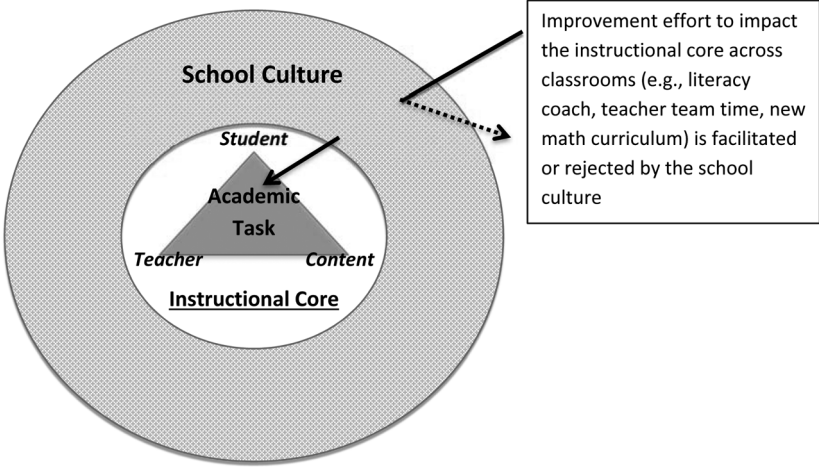 School Culture
Student
Academic
Task
Teacher
Content
Instructional Core
Improvement effort to impact
the instructional core across
classrooms (e.g., literacy
coach, teacher team time, new
math curriculum) is facilitated
or rejected by the school
culture